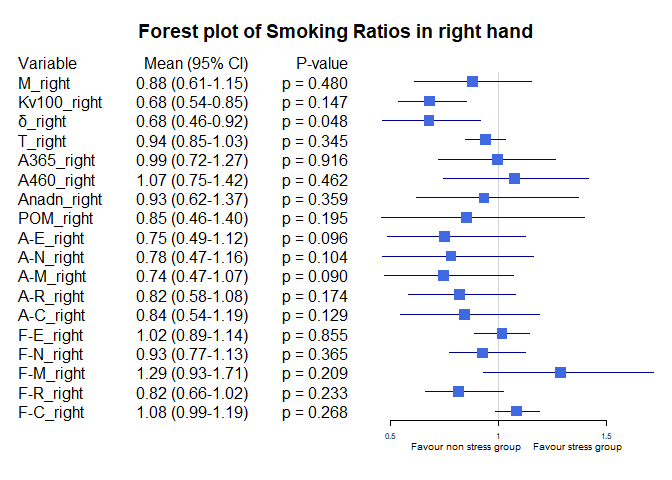 Forest plot of Smoking Ratios in right hand
Variable Mean (95% CI) P-value
M_right 0.88 (0.61-1.15) p = 0.480
Kv100_right 0.68 (0.54-0.85) p = 0.147
δ_right 0.68 (0.46-0.92) p = 0.048
T_right 0.94 (0.85-1.03) p = 0.345
A365_right 0.99 (0.72-1.27) p = 0.916
A460_right 1.07 (0.75-1.42) p = 0.462
Anadn_right 0.93 (0.62-1.37) p = 0.359
POM_right 0.85 (0.46-1.40) p = 0.195
A-E_right 0.75 (0.49-1.12) p = 0.096
A-N_right 0.78 (0.47-1.16) p = 0.104
A-M_right 0.74 (0.47-1.07) p = 0.090
A-R_right 0.82 (0.58-1.08) p = 0.174
A-C_right 0.84 (0.54-1.19) p = 0.129
F-E_right 1.02 (0.89-1.14) p = 0.855
F-N_right 0.93 (0.77-1.13) p = 0.365
F-M_right 1.29 (0.93-1.71) p = 0.209
F-R_right 0.82 (0.66-1.02) p = 0.233
F-C_right 1.08 (0.99-1.19) p = 0.268
0.5 1 1.5
Favour non stress group Favour stress group